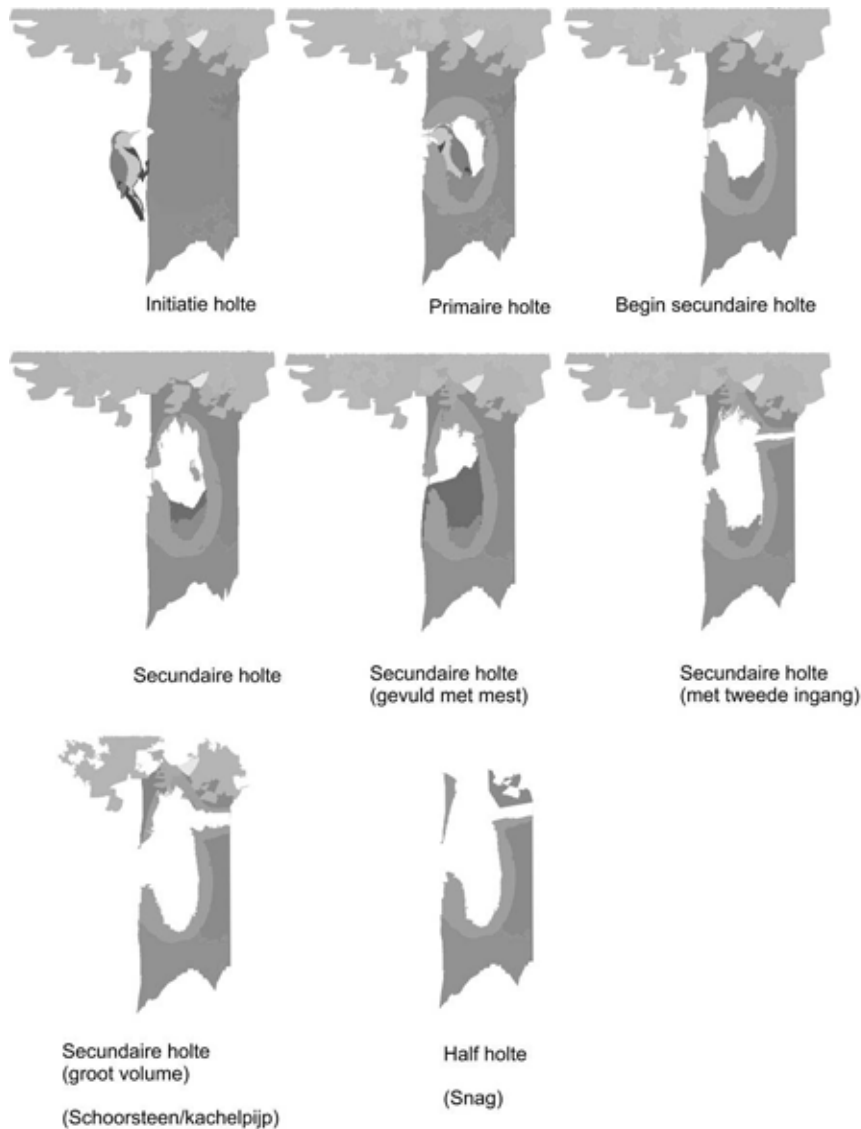 Initiatie holte
Primaire holte
Begin secundaire holte
Secundaire holte
Secundaire holte
(gevuld met mest)
Secundaire holte
(met tweede ingang)
Secundaire holte
(groot volume)
(Schoorsteen/kachelpijp)
Half holte
(Snag)